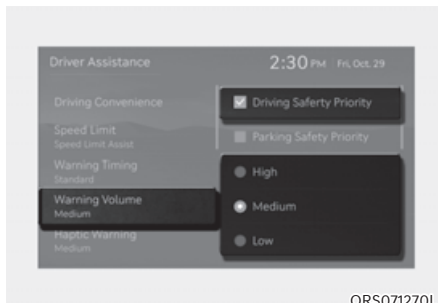 Driver Assistance
2:30 PM Fri, Oct. 29
Driving Convenience
Driving Saferty Priority
Speed Limit
Speed Limit Assist
Parking Safety Priority
Warning Timing
Standard
High
Warning Volume
Medium
Medium
Haptic Warning
Medium
Low